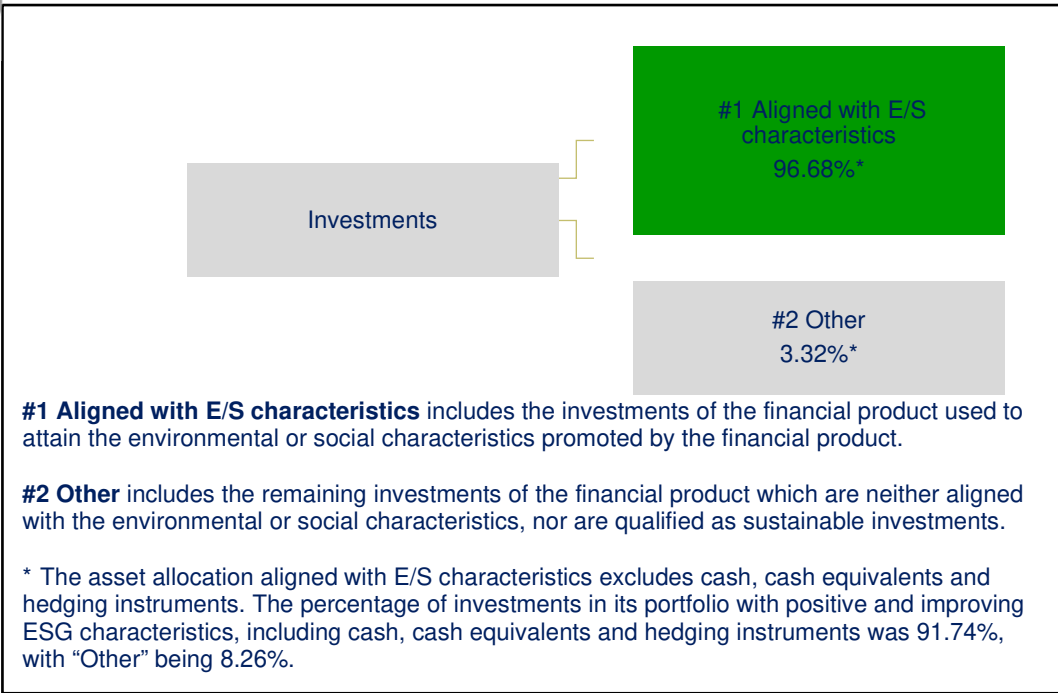 #1 Aligned with E/S
characteristics
96.68%*
Investments
#2 Other
3.32%*
#1 Aligned with E/S characteristics includes the investments of the financial product used to
attain the environmental or social characteristics promoted by the financial product.
#2 Other includes the remaining investments of the financial product which are neither aligned
with the environmental or social characteristics, nor are qualified as sustainable investments.
* The asset allocation aligned with E/S characteristics excludes cash, cash equivalents and
hedging instruments. The percentage of investments in its portfolio with positive and improving
ESG characteristics, including cash, cash equivalents and hedging instruments was 91.74%,
with “Other” being 8.26%.